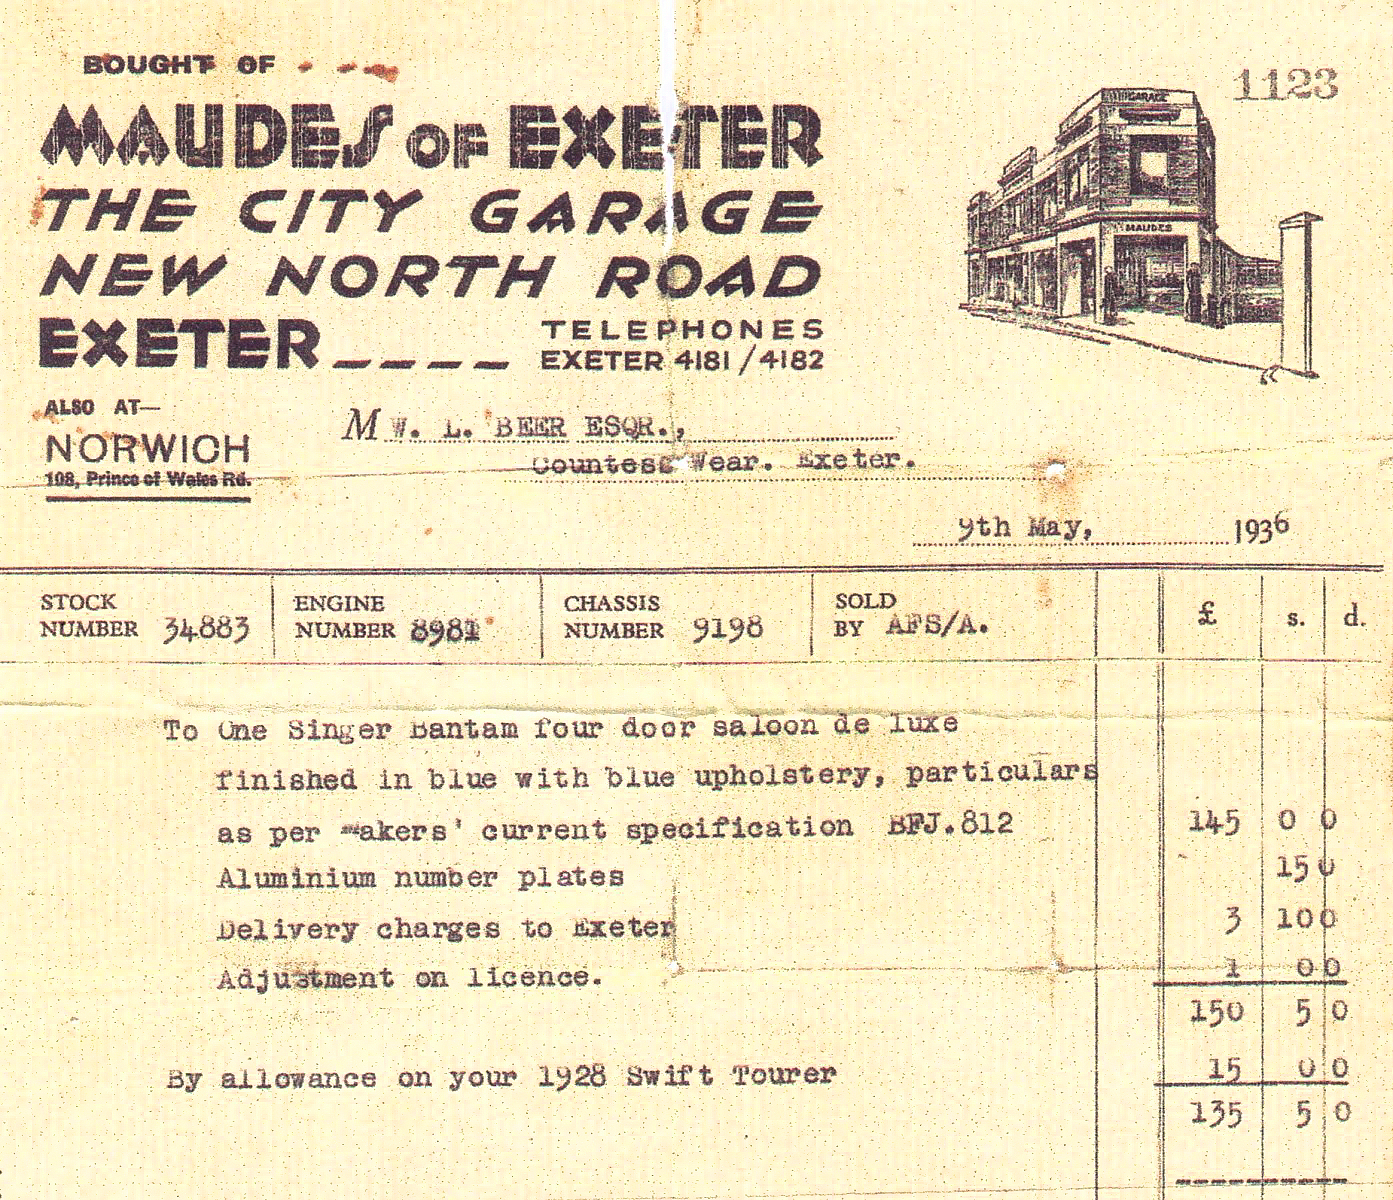 BOUGHT OF
1123
MAUDES OF EXETER
THE CITY GARAGE
NEW NORTH ROAD
EXETER
TELEPHONES
EXETER 4181/4182
GARAGE
MAUDES
ALSO AT—
NORWICH
108, Prince of Wales Rd.
M W. L. BEER ESQR.,
Countess Wear. Exeter.
9th May, 1936
STOCK NUMBER 34883
ENGINE NUMBER 8981
CHASSIS NUMBER 9198
SOLD BY AFS/A.
£ s. d.
To One Singer Bantam four door saloon de luxe
finished in blue with blue upholstery, particulars
as per makers' current specification BFJ.812 145 0 0
Aluminium number plates 15 0
Delivery charges to Exeter 3 10 0
Adjustment on licence. 1 0 0
150 5 0
By allowance on your 1928 Swift Tourer 15 0 0
135 5 0